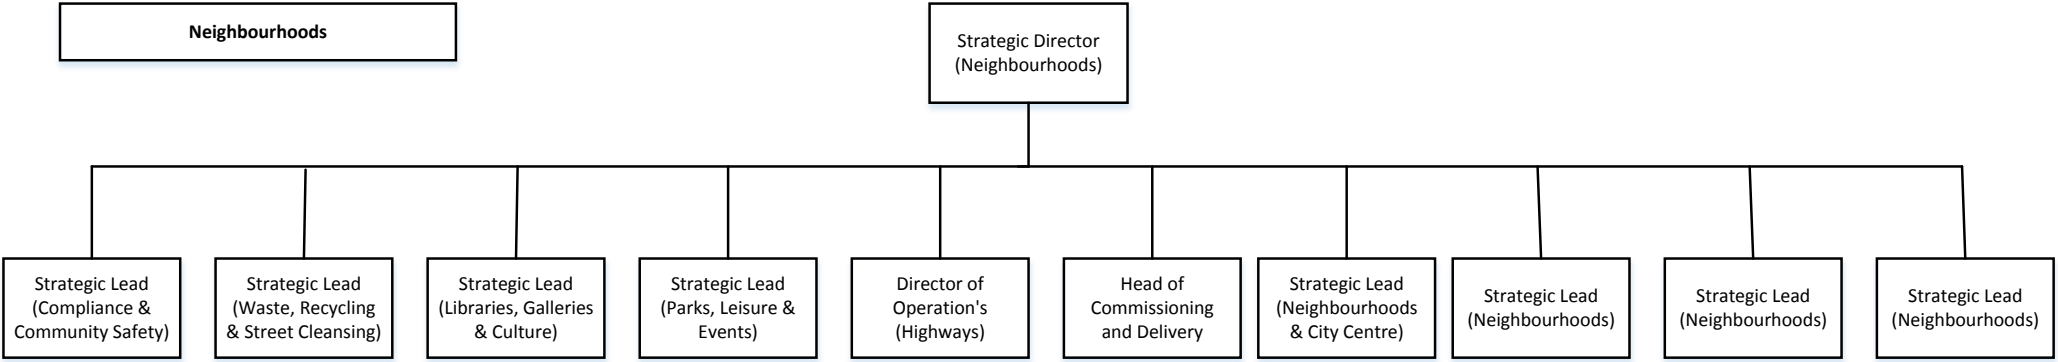 Neighbourhoods
Strategic Director
(Neighbourhoods)
Strategic Lead
(Compliance &
Community Safety)
Strategic Lead
(Waste, Recycling
& Street Cleansing)
Strategic Lead
(Libraries, Galleries
& Culture)
Strategic Lead
(Parks, Leisure &
Events)
Director of
Operation's
(Highways)
Head of
Commissioning
and Delivery
Strategic Lead
(Neighbourhoods
& City Centre)
Strategic Lead
(Neighbourhoods)
Strategic Lead
(Neighbourhoods)
Strategic Lead
(Neighbourhoods)